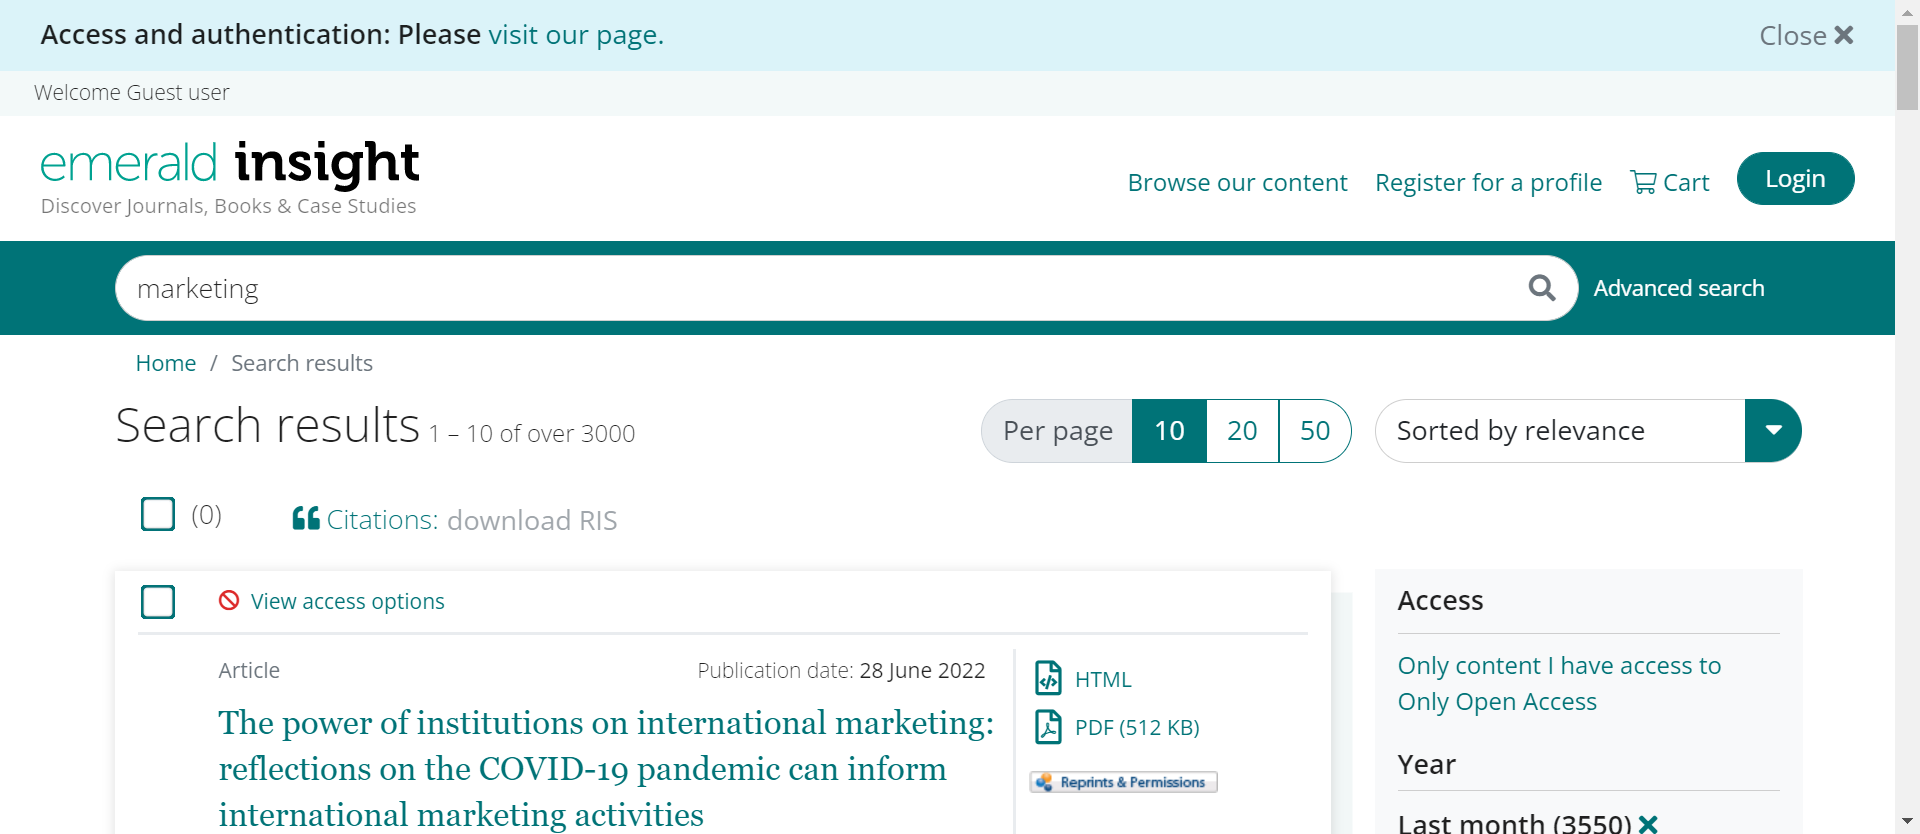 Access and authentication: Please visit our page.
Close
Welcome Guest user
emerald insight
Discover Journals, Books & Case Studies
Browse our content
Register for a profile
Cart
Login
marketing
Advanced search
Home / Search results
Search results 1 – 10 of over 3000
Per page 10 20 50
Sorted by relevance
(0)
Citations: download RIS
View access options
Article
Publication date: 28 June 2022
The power of institutions on international marketing:
reflections on the COVID-19 pandemic can inform
international marketing activities
HTML
PDF (512 KB)
Reprints & Permissions
Access
Only content I have access to
Only Open Access
Year
Last month (3550)